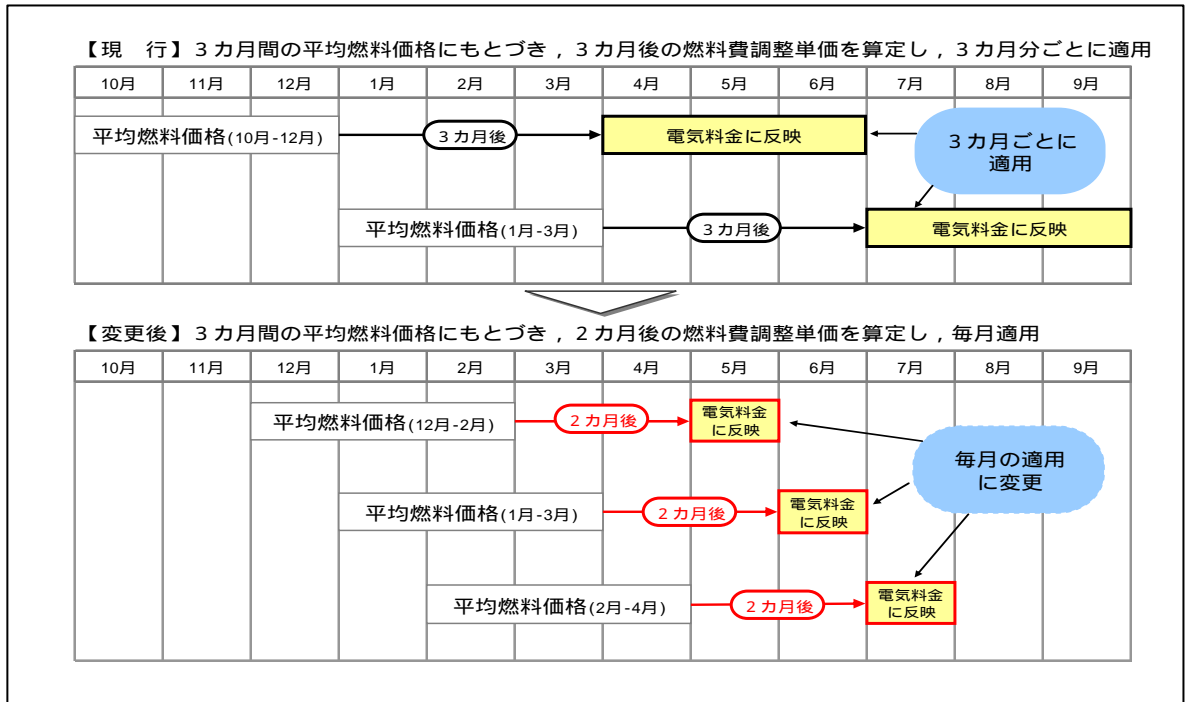 【現　行】３カ月間の平均燃料価格にもとづき，３カ月後の燃料費調整単価を算定し，３カ月分ごとに適用
10月 11月 12月 1月 2月 3月 4月 5月 6月 7月 8月 9月
平均燃料価格(10月-12月) ３カ月後 電気料金に反映
３カ月ごとに
適用
平均燃料価格(1月-3月) ３カ月後 電気料金に反映
【変更後】３カ月間の平均燃料価格にもとづき，２カ月後の燃料費調整単価を算定し，毎月適用
10月 11月 12月 1月 2月 3月 4月 5月 6月 7月 8月 9月
平均燃料価格(12月-2月) ２カ月後
電気料金
に反映
毎月の適用
に変更
平均燃料価格(1月-3月) ２カ月後
電気料金
に反映
平均燃料価格(2月-4月) ２カ月後
電気料金
に反映